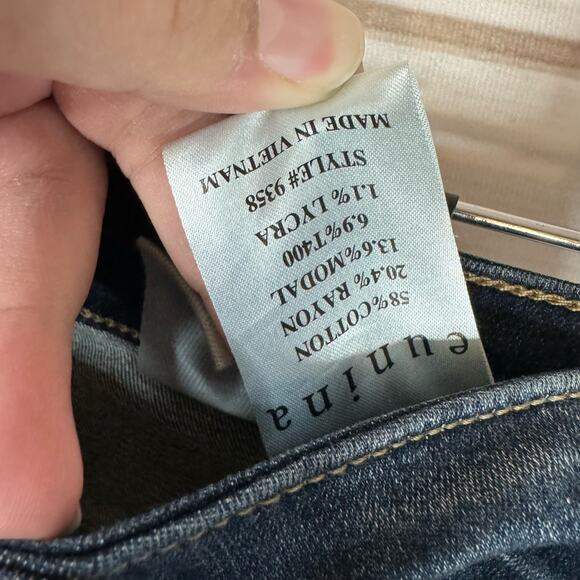 eunina
58%COTTON
20.4% RAYON
13.6%MODAL
6.9%T400
1.1% LYCRA
STYLE# 9358
MADE IN VIETNAM